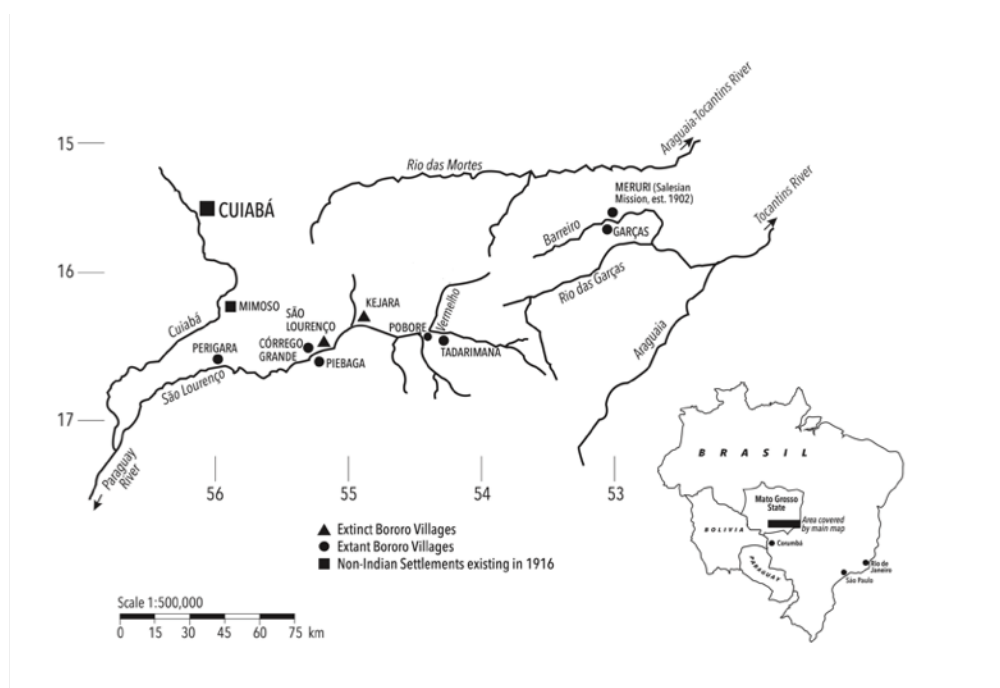 15
16
17
56
55
54
53
Araguaia-Tocantins River
Rio das Mortes
MERURI (Salesian
Mission, est. 1902)
Tocantins River
CUIABÁ
Barreiro
GARÇAS
Rio das Garças
MIMOSO
KEJARA
SÃO
LOURENÇO
Vermelho
Cuiabá
POBORE
Araguaia
CÓRREGO
GRANDE
PERIGARA
PIEBAGA
TADARIMANA
São Lourenço
Paraguay
River
BRASIL
Mato Grosso
State
Area covered
by main map
BOLIVIA
Corumbá
PARAGUAY
Rio de
Janeiro
São Paulo
Extinct Bororo Villages
Extant Bororo Villages
Non-Indian Settlements existing in 1916
Scale 1:500,000
0 15 30 45 60 75 km